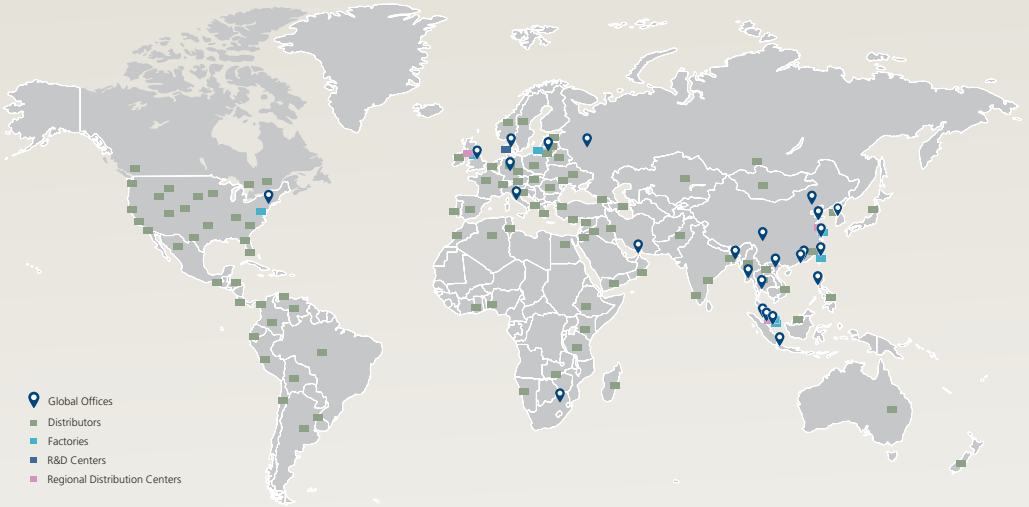 Global Offices
Distributors
Factories
R&D Centers
Regional Distribution Centers